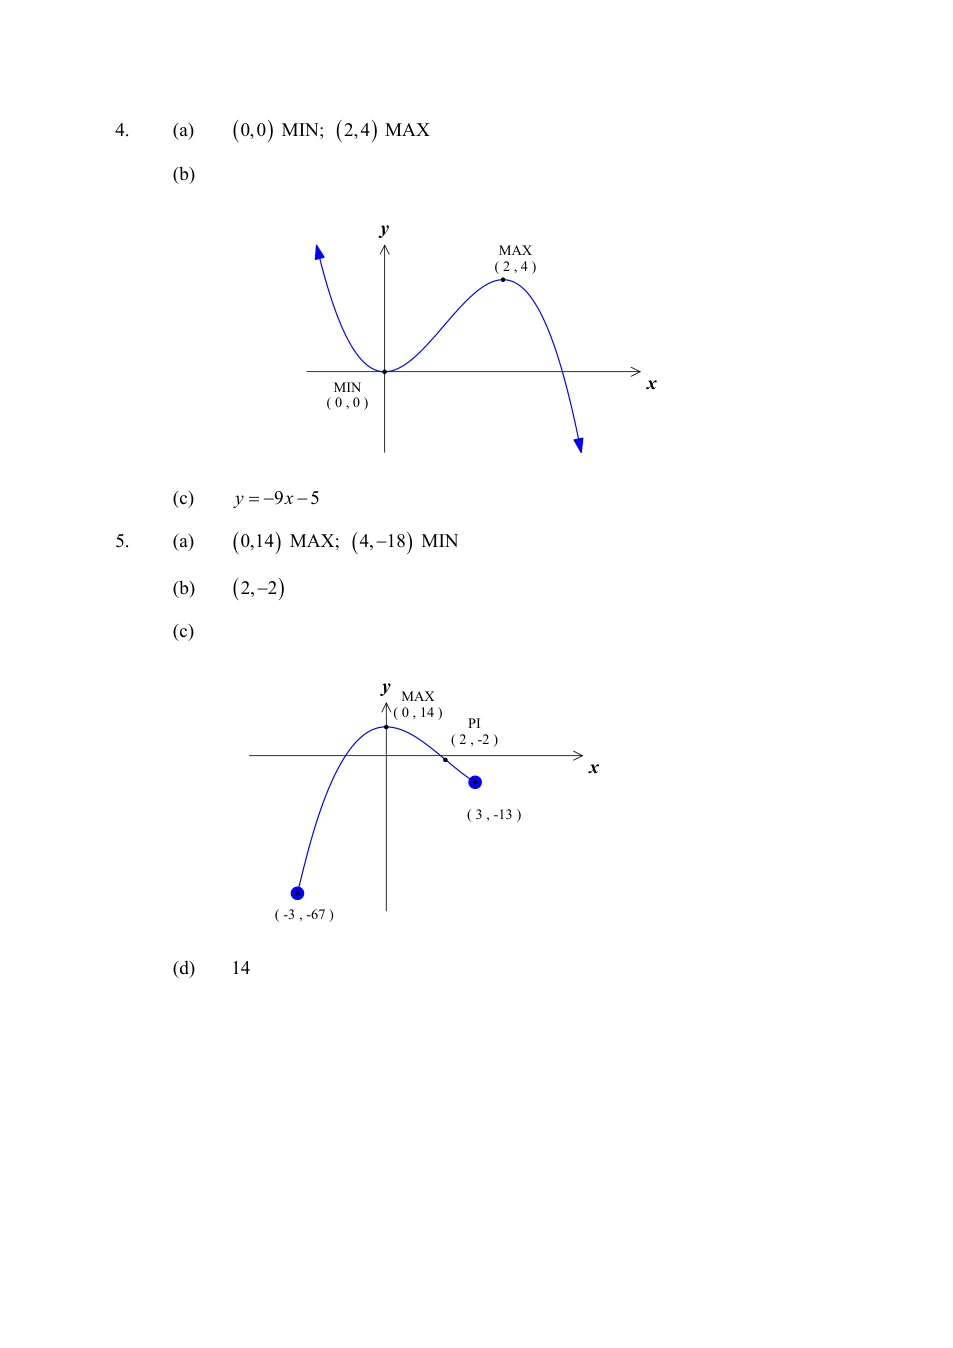 4. (a) (0,0) MIN; (2,4) MAX
(b)
y
MAX
( 2 , 4 )
x
MIN
( 0 , 0 )
(c) y = −9x − 5
5. (a) (0,14) MAX; (4,−18) MIN
(b) (2,−2)
(c)
y
MAX
( 0 , 14 )
PI
( 2 , -2 )
x
( 3 , -13 )
( -3 , -67 )
(d) 14